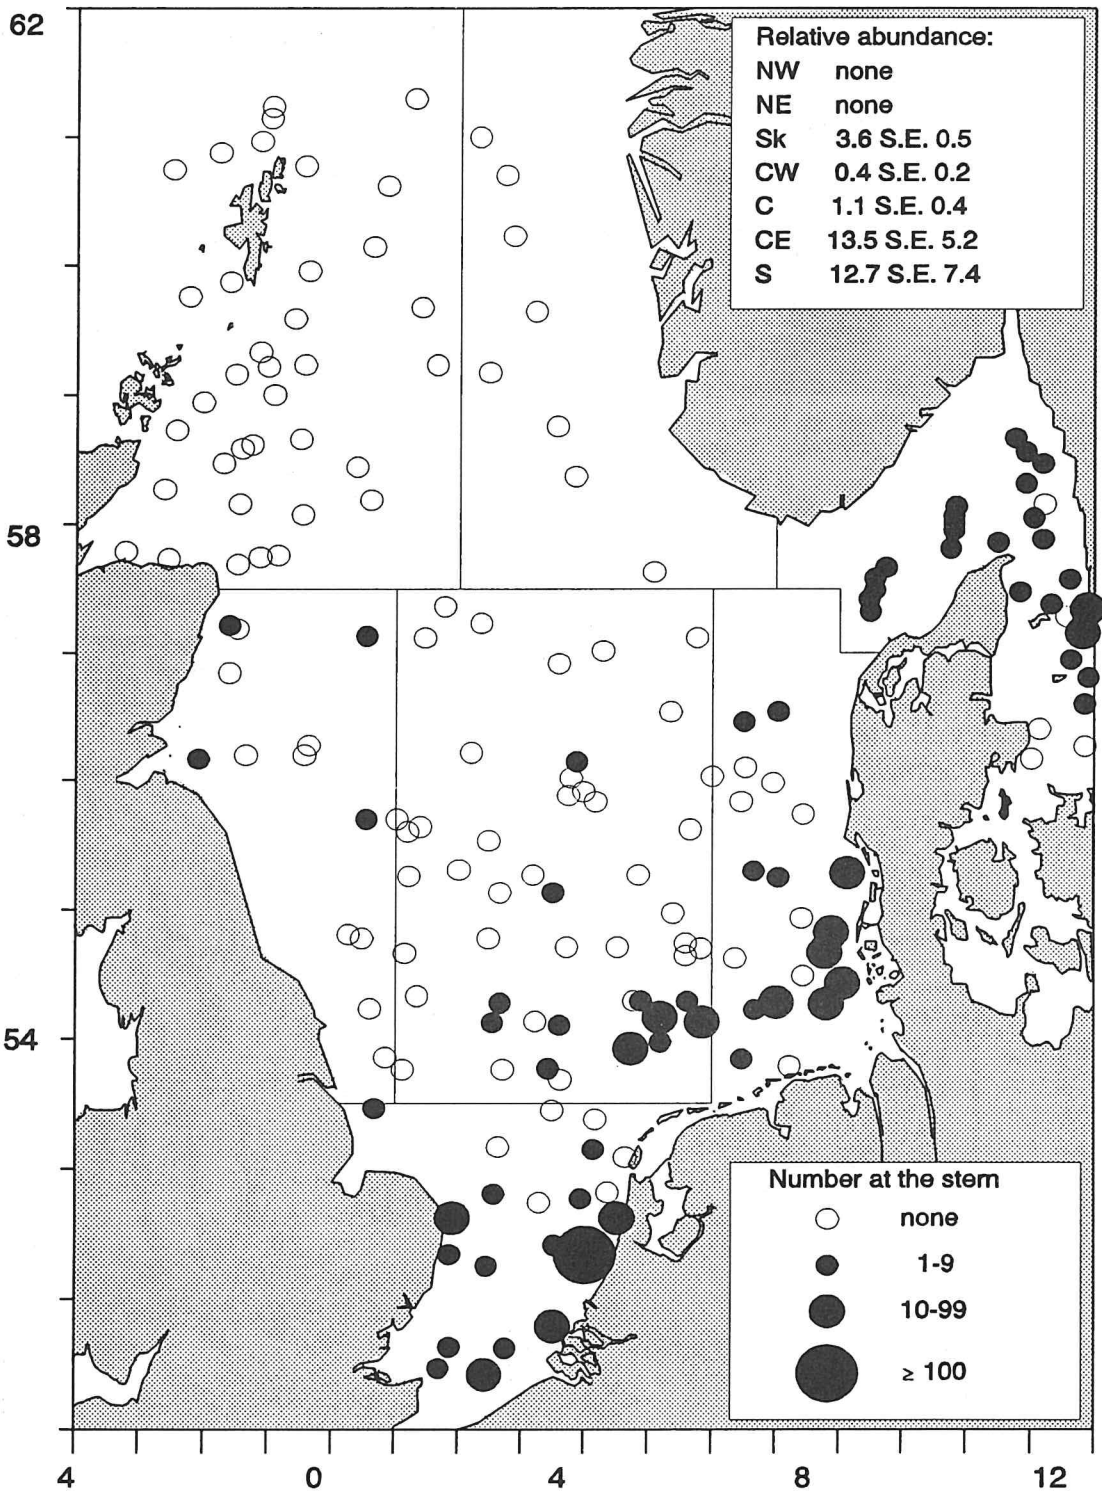 62
Relative abundance:
NW none
NE none
Sk 3.6 S.E. 0.5
CW 0.4 S.E. 0.2
C 1.1 S.E. 0.4
CE 13.5 S.E. 5.2
S 12.7 S.E. 7.4
58
54
Number at the stern
none
1-9
10-99
≥ 100
4 0 4 8 12